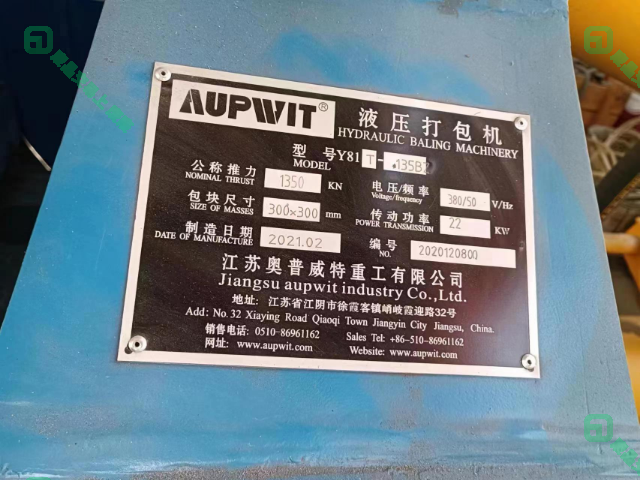 AUPWIT®
液压打包机
HYDRAULIC BALING MACHINERY
型号Y81 T- 135B
MODEL
公称推力 1350 KN
NOMINAL THRUST
电压/频率 380/50 V/Hz
Voltage/frequency
包块尺寸 300×300 mm
SIZE OF MASSES
传动功率 22 KW
POWER TRANSMISSION
制造日期 2021.02
DATE OF MANUFACTURE
编号 2020120800
NO.
江苏奥普威特重工有限公司
Jiangsu aupwit industry Co.,Ltd.
地址: 江苏省江阴市徐霞客镇峭岐霞迎路32号
Add: No.32 Xiaying Road Qiaoqi Town Jiangyin City Jiangsu, China.
销售电话: 0510-86961162 Sales Tel: +86-510-86961162
网址: www.aupwit.com Website: www.aupwit.com